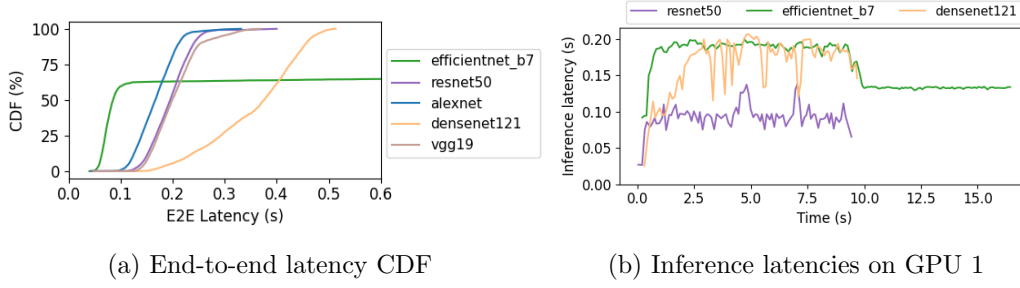 100
75
50
25
0
CDF (%)
0.0 0.1 0.2 0.3 0.4 0.5 0.6
E2E Latency (s)
efficientnet_b7
resnet50
alexnet
densenet121
vgg19
(a) End-to-end latency CDF
resnet50 efficientnet_b7 densenet121
0.20
0.15
0.10
0.05
0.00
Inference latency (s)
0.0 2.5 5.0 7.5 10.0 12.5 15.0
Time (s)
(b) Inference latencies on GPU 1